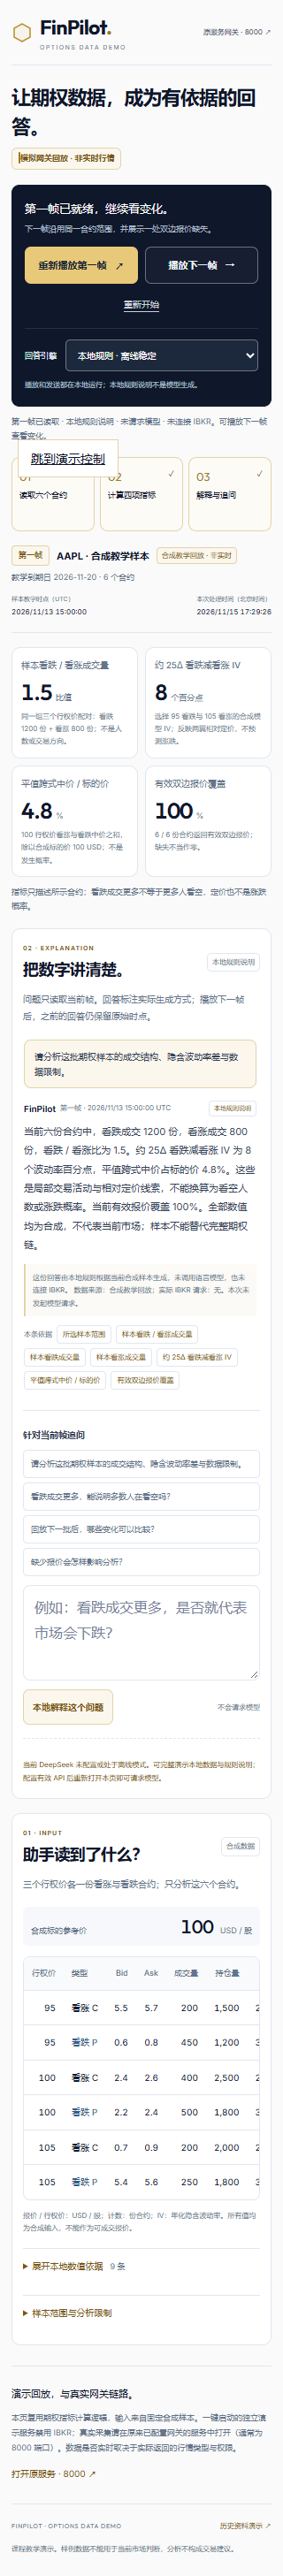 FinPilot.
OPTIONS DATA DEMO
源服务网关 · 8000 ↗
让期权数据，成为有依据的回
答。
模拟网关回放 · 非实时行情
第一帧已就绪，继续看变化。
下一帧沿用同一合约范围，并展示一处双边报价缺失。
重新播放第一帧 ↗
播放下一帧 →
重新开始
回答引擎
本地规则 · 离线稳定
播放和发送都在本地运行；本地规则说明不是模型生成。
第一帧已读取 · 本地规则说明 · 未请求模型 · 未连接 IBKR。可播放下一帧
查看变化。
跳到演示控制
01
读取六个合约
02 ✓
计算四项指标
03 ✓
解释与追问
第一帧
AAPL · 合成教学样本
合成教学回放 · 非实时
教学到期日 2026-11-20 · 6 个合约
样本教学时点（UTC）
2026/11/13 15:00:00
本次处理时间（北京时间）
2026/11/15 17:29:26
样本看跌 / 看涨成交量
1.5 比值
同一组三个行权价配对：看跌
1200 份 ÷ 看涨 800 份；不是人
数或交易方向。
约 25Δ 看跌减看涨 IV
8 个百分点
选择 95 看跌与 105 看涨的合成模
型 IV；反映两翼相对定价，不预
测涨跌。
平值跨式中价 / 标的价
4.8 %
100 行权价看涨与看跌中价之和，
除以合成标的价 100 USD；不是
发生概率。
有效双边报价覆盖
100 %
6 / 6 份合约返回有效双边报价；
缺失不当作零。
指标只描述所示合约；看跌成交更多不等于更多人看空，定价也不是涨跌
概率。
02 · EXPLANATION
把数字讲清楚。
本地规则说明
问题只读取当前帧。回答标注实际生成方式；播放下一帧
后，之前的回答仍保留原始时点。
请分析这批期权样本的成交结构、隐含波动率差与数
据限制。
FinPilot 第一帧 · 2026/11/13 15:00:00 UTC
本地规则说明
当前六份合约中，看跌成交 1200 份，看涨成交 800
份，看跌 / 看涨比为 1.5。约 25Δ 看跌减看涨 IV 为 8
个波动率百分点，平值跨式中价占标的价 4.8%。这些
是局部交易活动与相对定价线索，不能换算为看空人
数或涨跌概率。当前有效报价覆盖 100%。全部数值
均为合成，不代表当前市场；样本不能替代完整期权
链。
这份回答由本地规则根据当前合成样本生成，未调用语言模型，也未
连接 IBKR。 数据来源：合成教学回放；实际 IBKR 请求：无。本次未
发起模型请求。
本条依据
所选样本范围
样本看跌 / 看涨成交量
样本看跌成交量
样本看涨成交量
约 25Δ 看跌减看涨 IV
平值跨式中价 / 标的价
有效双边报价覆盖
针对当前帧追问
请分析这批期权样本的成交结构、隐含波动率差与数据限制。
看跌成交更多，能说明多数人在看空吗？
回放下一批后，哪些变化可以比较？
缺少报价会怎样影响分析？
例如：看跌成交更多，是否就代表
市场会下跌？
本地解释这个问题
不会请求模型
当前 DeepSeek 未配置或处于离线模式。可完整演示本地数据与规则说明；
配置有效 API 后重新打开本页即可请求模型。
01 · INPUT
助手读到了什么？
合成数据
三个行权价各一份看涨与看跌合约；只分析这六个合约。
合成标的参考价
100 USD / 股
行权价 类型 Bid Ask 成交量 持仓量
95 看涨 C 5.5 5.7 200 1,500
95 看跌 P 0.6 0.8 450 1,200
100 看涨 C 2.4 2.6 400 2,500
100 看跌 P 2.2 2.4 500 1,800
105 看涨 C 0.7 0.9 200 2,000
105 看跌 P 5.4 5.6 250 1,800
报价 / 行权价：USD / 股；计数：份合约；IV：年化隐含波动率。所有值均
为合成输入，不能作为可成交报价。
▶ 展开本地数值依据 9 条
▶ 样本范围与分析限制
演示回放，与真实网关链路。
本页复用期权指标计算逻辑，输入来自固定合成样本。一键启动的独立演
示服务禁用 IBKR；真实采集请在原来已配置网关的服务中打开（通常为
8000 端口）。数据是否实时取决于实际返回的行情类型与权限。
打开原服务 · 8000 ↗
FINPILOT · OPTIONS DATA DEMO
历史资料演示 ↗
课程教学演示。样例数据不能用于当前市场判断，分析不构成交易建议。